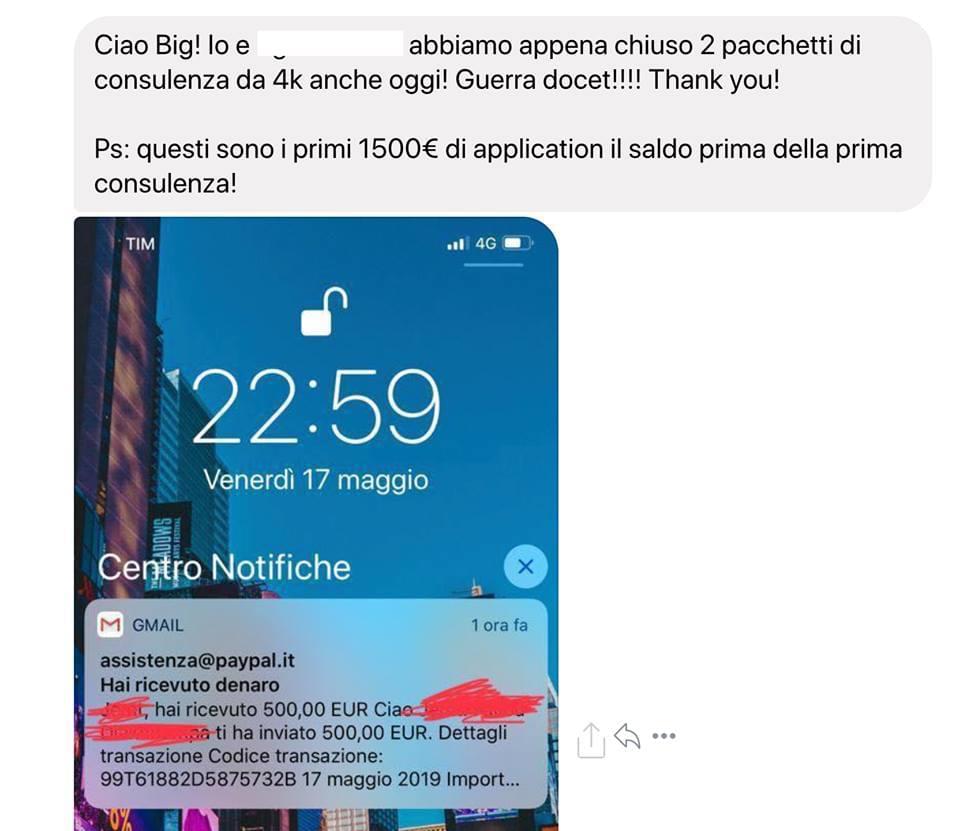 Ciao Big! Io e abbiamo appena chiuso 2 pacchetti di
consulenza da 4k anche oggi! Guerra docet!!!! Thank you!
Ps: questi sono i primi 1500€ di application il saldo prima della prima
consulenza!
TIM 4G
22:59
Venerdì 17 maggio
Centro Notifiche
GMAIL 1 ora fa
assistenza@paypal.it
Hai ricevuto denaro
, hai ricevuto 500,00 EUR Ciao
ti ha inviato 500,00 EUR. Dettagli
transazione Codice transazione:
99T61882D5875732B 17 maggio 2019 Import...